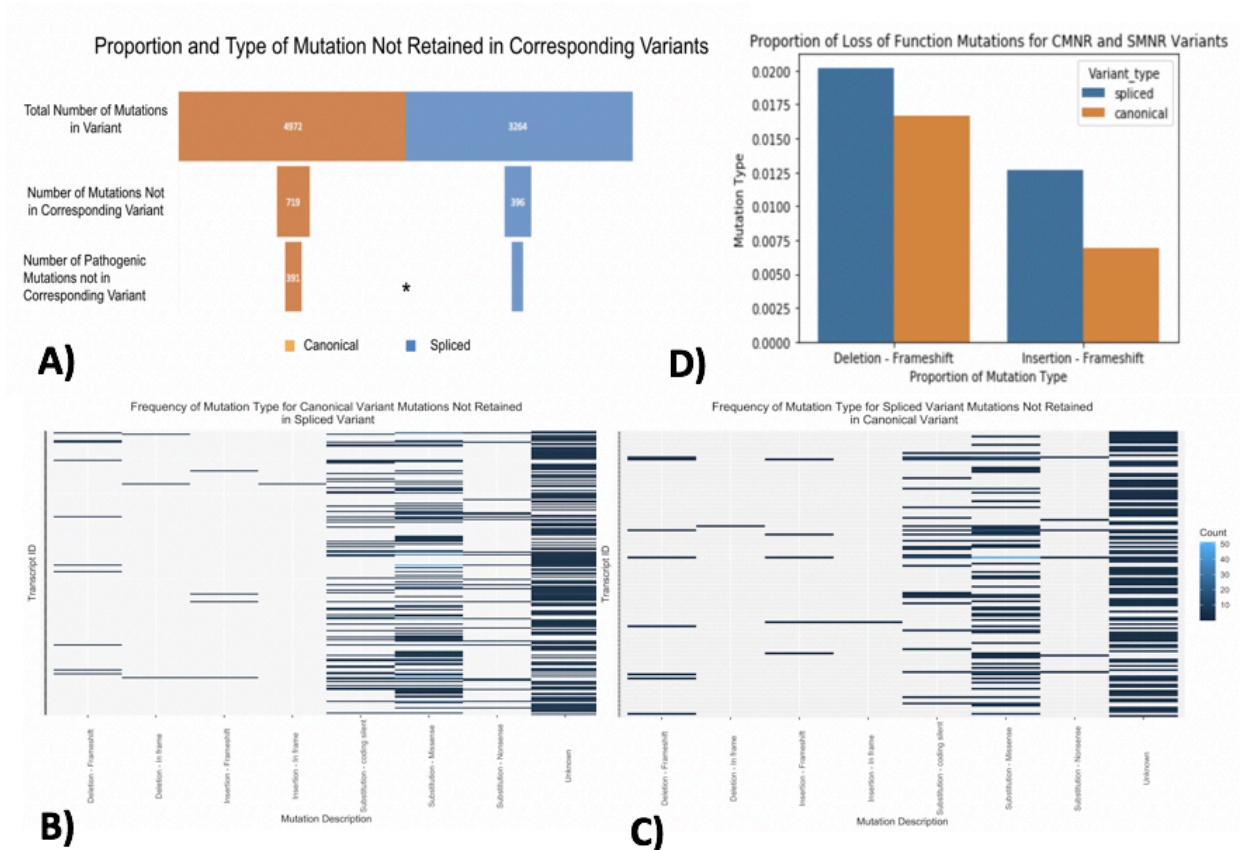 Proportion and Type of Mutation Not Retained in Corresponding Variants
Total Number of Mutations
in Variant
4972
3264
Number of Mutations Not
in Corresponding Variant
719
396
Number of Pathogenic
Mutations not in
Corresponding Variant
391
*
Canonical
Spliced
A)
Proportion of Loss of Function Mutations for CMNR and SMNR Variants
Variant_type
spliced
canonical
Mutation Type
0.0200
0.0175
0.0150
0.0125
0.0100
0.0075
0.0050
0.0025
0.0000
Deletion - Frameshift
Insertion - Frameshift
Proportion of Mutation Type
D)
Frequency of Mutation Type for Canonical Variant Mutations Not Retained
in Spliced Variant
Transcript ID
Deletion - Frameshift
Deletion - In frame
Insertion - Frameshift
Insertion - In frame
Substitution - coding silent
Substitution - Missense
Substitution - Nonsense
Unknown
Mutation Description
B)
Frequency of Mutation Type for Spliced Variant Mutations Not Retained
in Canonical Variant
Transcript ID
Deletion - Frameshift
Deletion - In frame
Insertion - Frameshift
Insertion - In frame
Substitution - coding silent
Substitution - Missense
Substitution - Nonsense
Unknown
Mutation Description
Count
50
40
30
20
10
C)